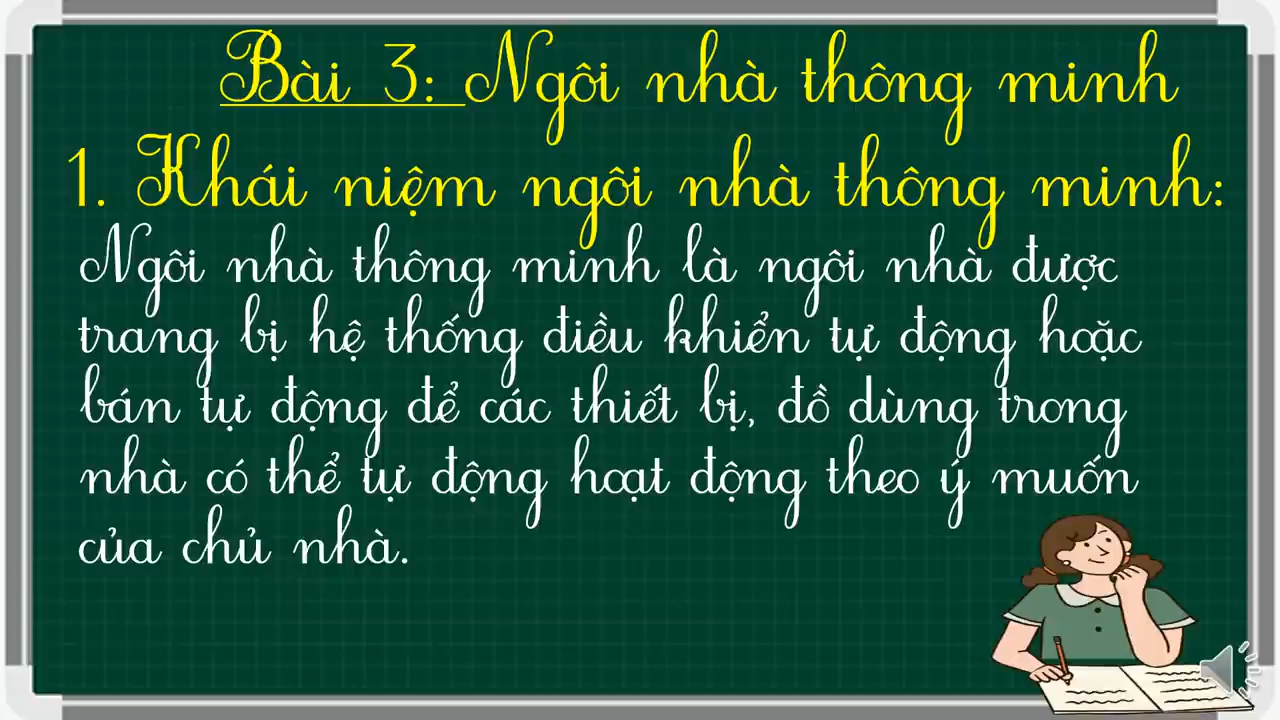 Bài 3: Ngôi nhà thông minh
1. Khái niệm ngôi nhà thông minh:
Ngôi nhà thông minh là ngôi nhà được
trang bị hệ thống điều khiển tự động hoặc
bán tự động để các thiết bị, đồ dùng trong
nhà có thể tự động hoạt động theo ý muốn
của chủ nhà.